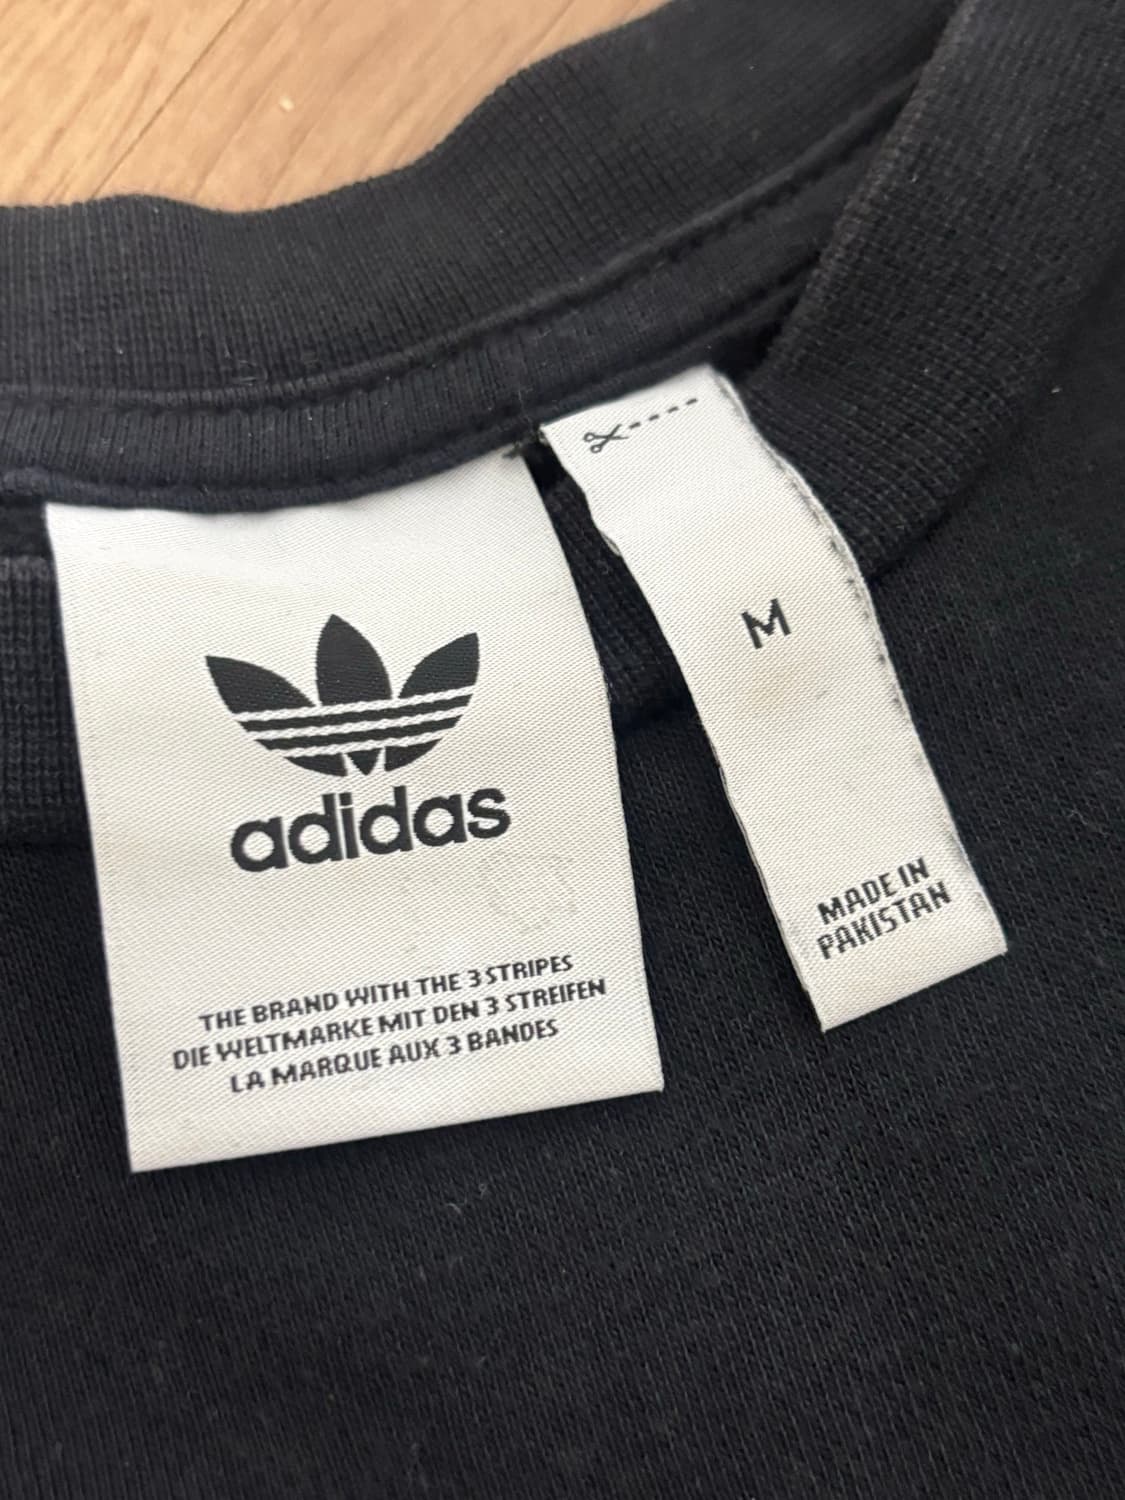 adidas
THE BRAND WITH THE 3 STRIPES
DIE WELTMARKE MIT DEN 3 STREIFEN
LA MARQUE AUX 3 BANDES
M
MADE IN
PAKISTAN